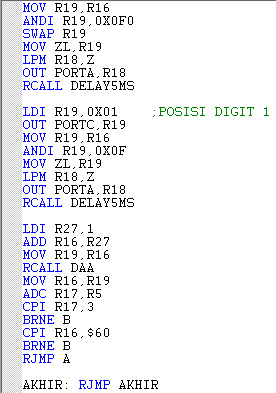 MOV R19,R16
ANDI R19,0X0F0
SWAP R19
MOV ZL,R19
LPM R18,Z
OUT PORTA,R18
RCALL DELAY5MS
LDI R19,0X01 ;POSISI DIGIT 1
OUT PORTC,R19
MOV R19,R16
ANDI R19,0X0F
MOV ZL,R19
LPM R18,Z
OUT PORTA,R18
RCALL DELAY5MS
LDI R27,1
ADD R16,R27
MOV R19,R16
RCALL DAA
MOV R16,R19
ADC R17,R5
CPI R17,3
BRNE B
CPI R16,$60
BRNE B
RJMP A
AKHIR: RJMP AKHIR